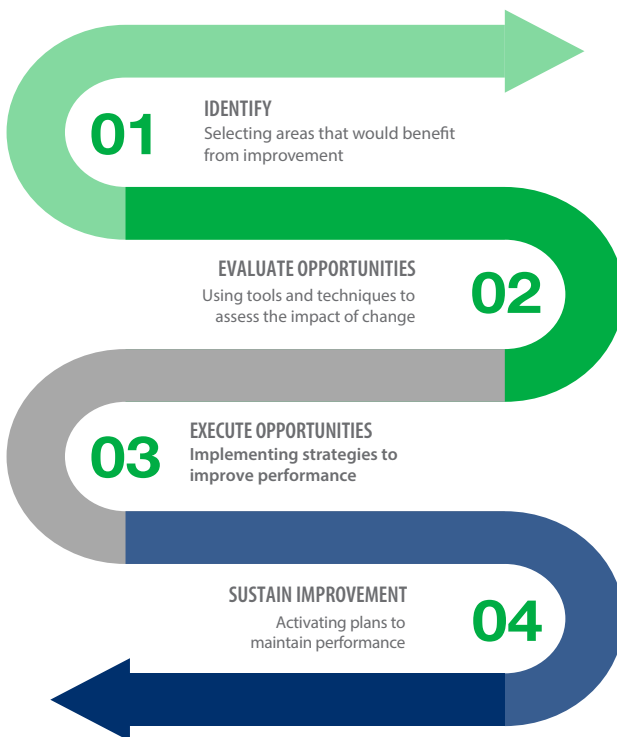 01
IDENTIFY
Selecting areas that would benefit
from improvement
EVALUATE OPPORTUNITIES
Using tools and techniques to
assess the impact of change
02
03
EXECUTE OPPORTUNITIES
Implementing strategies to
improve performance
SUSTAIN IMPROVEMENT
Activating plans to
maintain performance
04